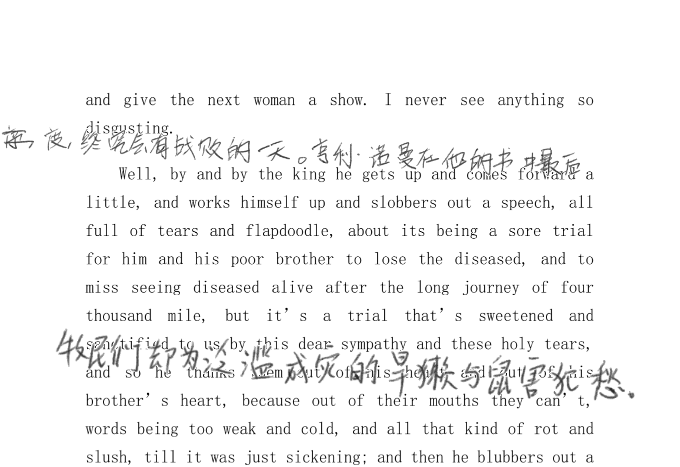 and give the next woman a show. I never see anything so
disgusting.
终究会有战败的一天。亨利·诺曼在他的书中最后
Well, by and by the king he gets up and comes forward a
little, and works himself up and slobbers out a speech, all
full of tears and flapdoodle, about its being a sore trial
for him and his poor brother to lose the diseased, and to
miss seeing diseased alive after the long journey of four
thousand mile, but it's a trial that's sweetened and
sanctified to us by this dear sympathy and these holy tears,
牧民们却为泛滥成灾的旱獭与鼠害犯愁。
and so he thanks them out of his heart and out of his
brother's heart, because out of their mouths they can't,
words being too weak and cold, and all that kind of rot and
slush, till it was just sickening; and then he blubbers out a